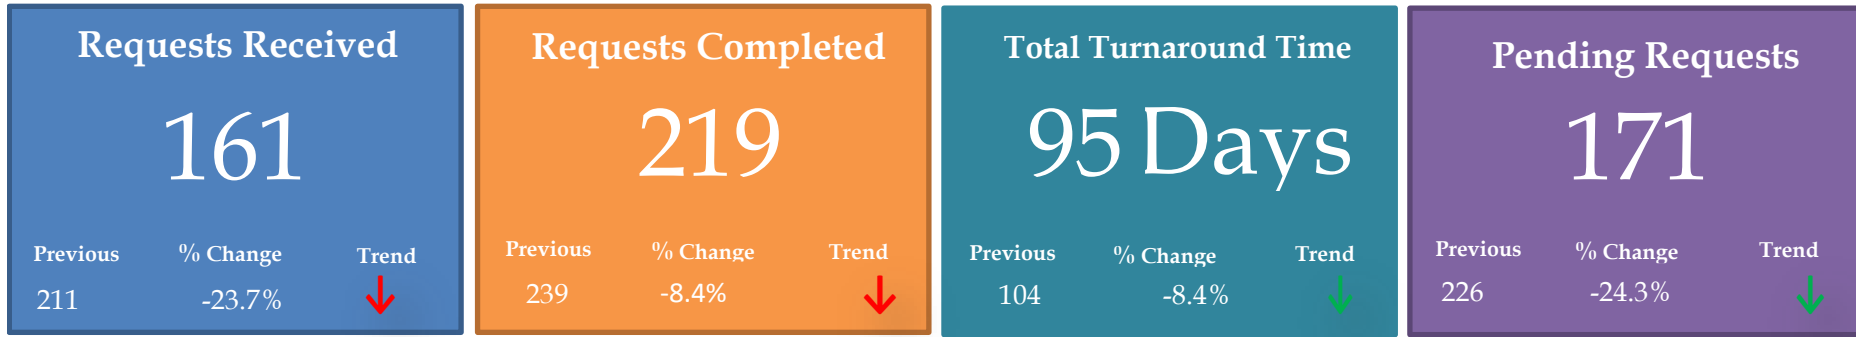 Requests Received
161
Previous % Change Trend
211 -23.7%
Requests Completed
219
Previous % Change Trend
239 -8.4%
Total Turnaround Time
95 Days
Previous % Change Trend
104 -8.4%
Pending Requests
171
Previous % Change Trend
226 -24.3%